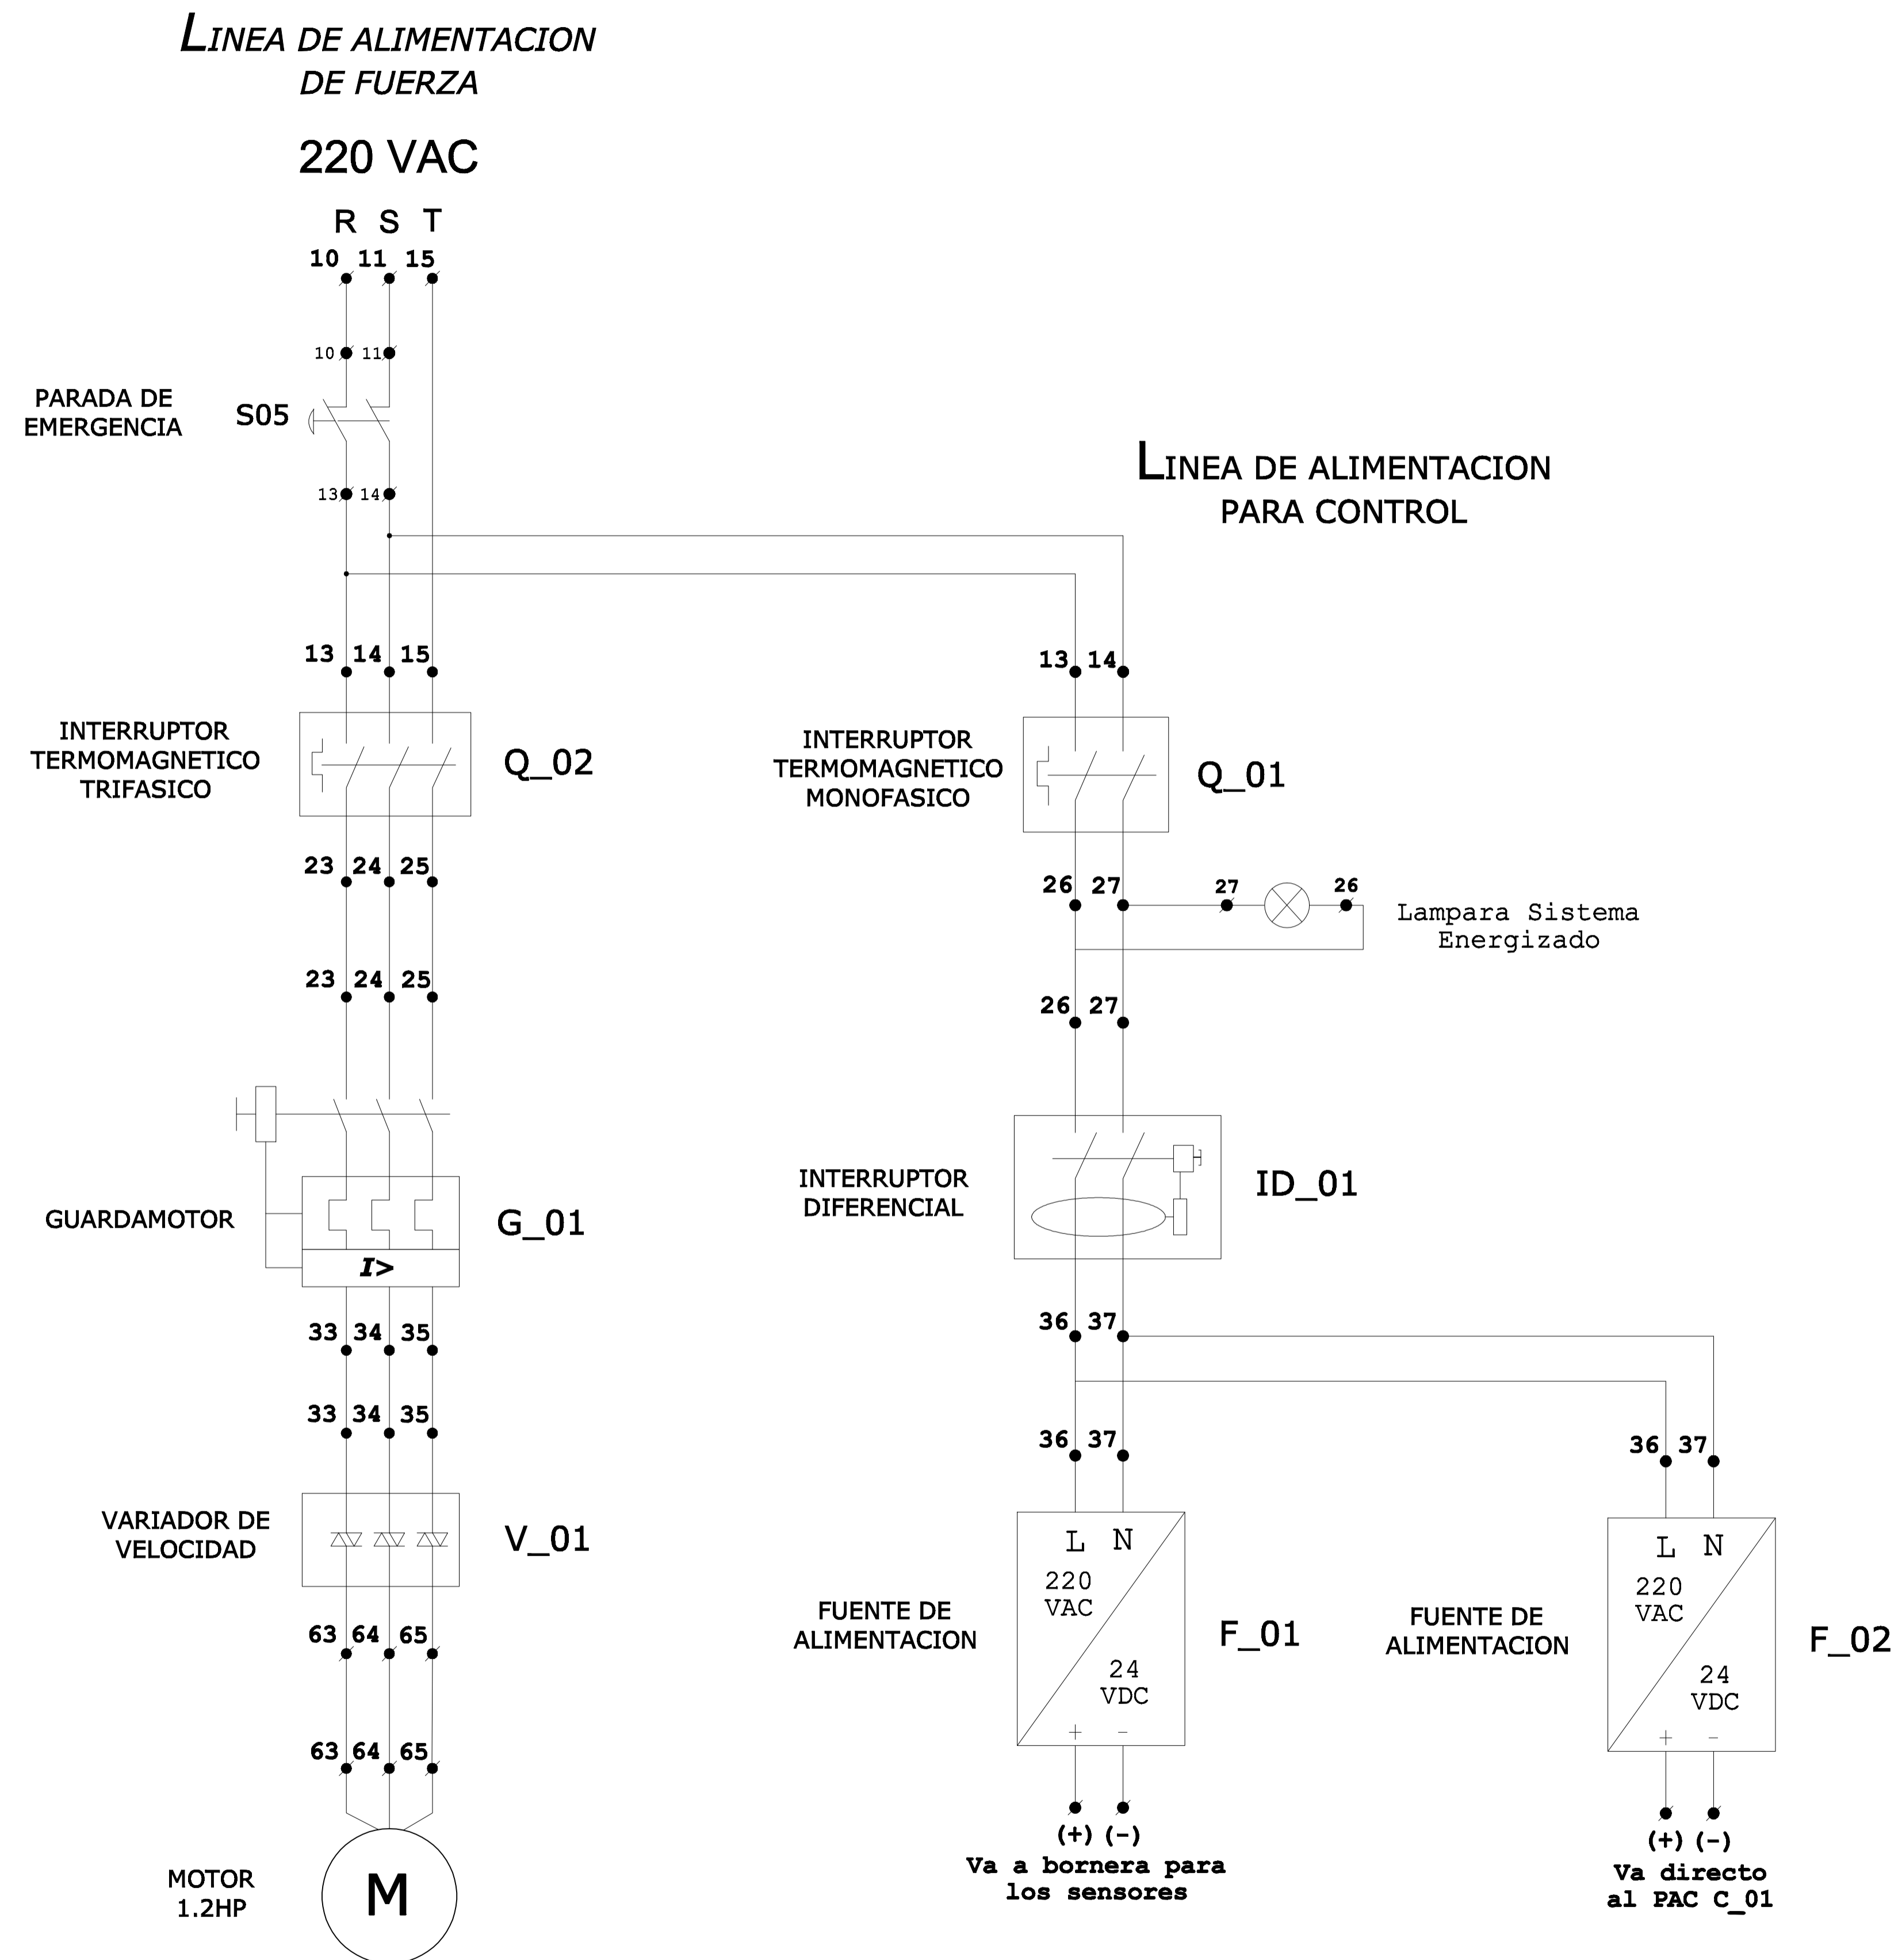 LINEA DE ALIMENTACION
DE FUERZA
220 VAC
R S T
10 11 15
10 11
PARADA DE
EMERGENCIA
S05
13 14
LINEA DE ALIMENTACION
PARA CONTROL
13 14 15
13 14
INTERRUPTOR
TERMOMAGNETICO
TRIFASICO
Q_02
INTERRUPTOR
TERMOMAGNETICO
MONOFASICO
Q_01
23 24 25
26 27
27 26
Lampara Sistema
Energizado
23 24 25
26 27
GUARDAMOTOR
G_01
I>
INTERRUPTOR
DIFERENCIAL
ID_01
33 34 35
36 37
33 34 35
36 37
36 37
VARIADOR DE
VELOCIDAD
V_01
L N
220
VAC
24
VDC
+ -
FUENTE DE
ALIMENTACION
F_01
L N
220
VAC
24
VDC
+ -
FUENTE DE
ALIMENTACION
F_02
63 64 65
63 64 65
(+) (-)
Va a bornera para
los sensores
(+) (-)
Va directo
al PAC C_01
MOTOR
1.2HP
M